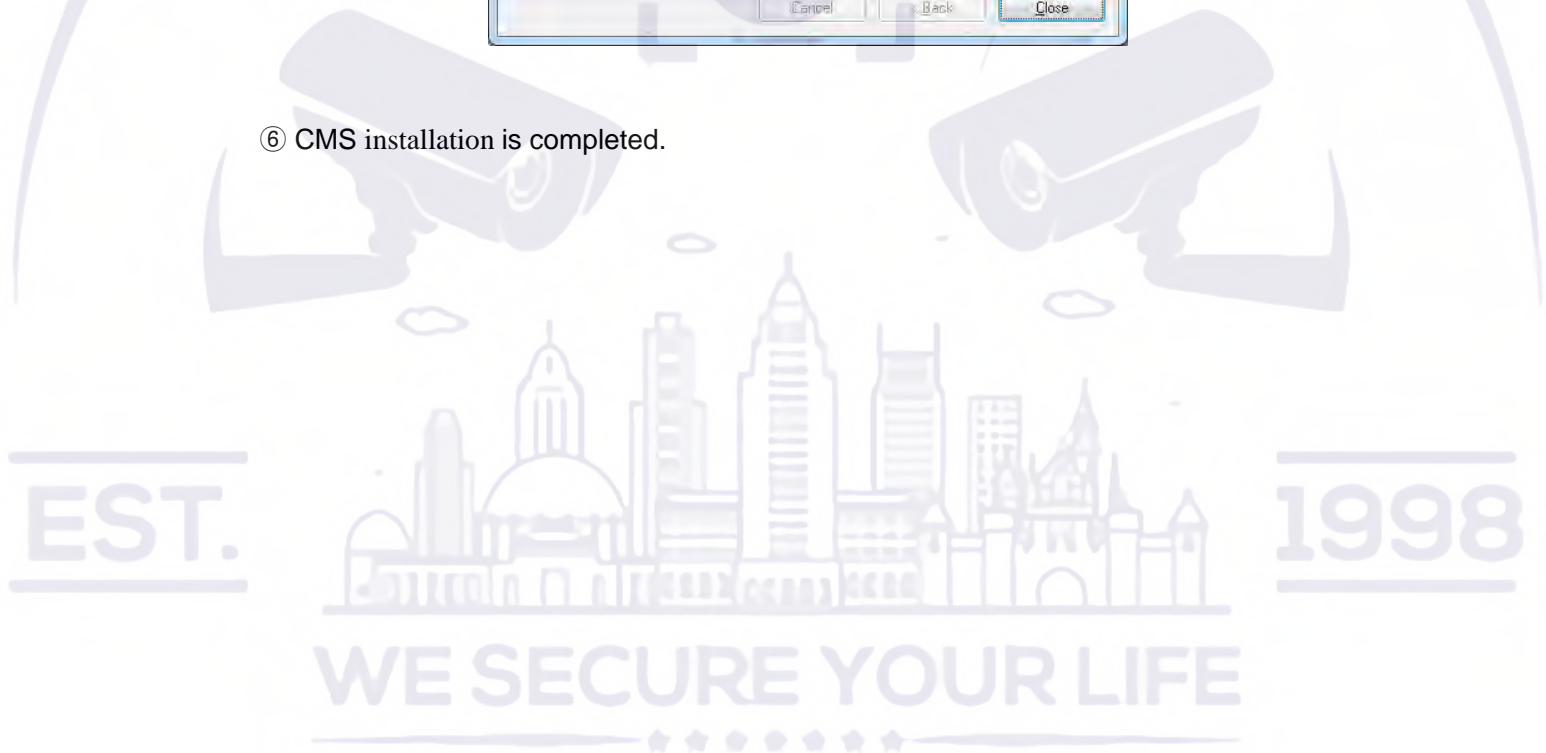 Cancel < Back Close
⑥ CMS installation is completed.
EST. 1998
WE SECURE YOUR LIFE